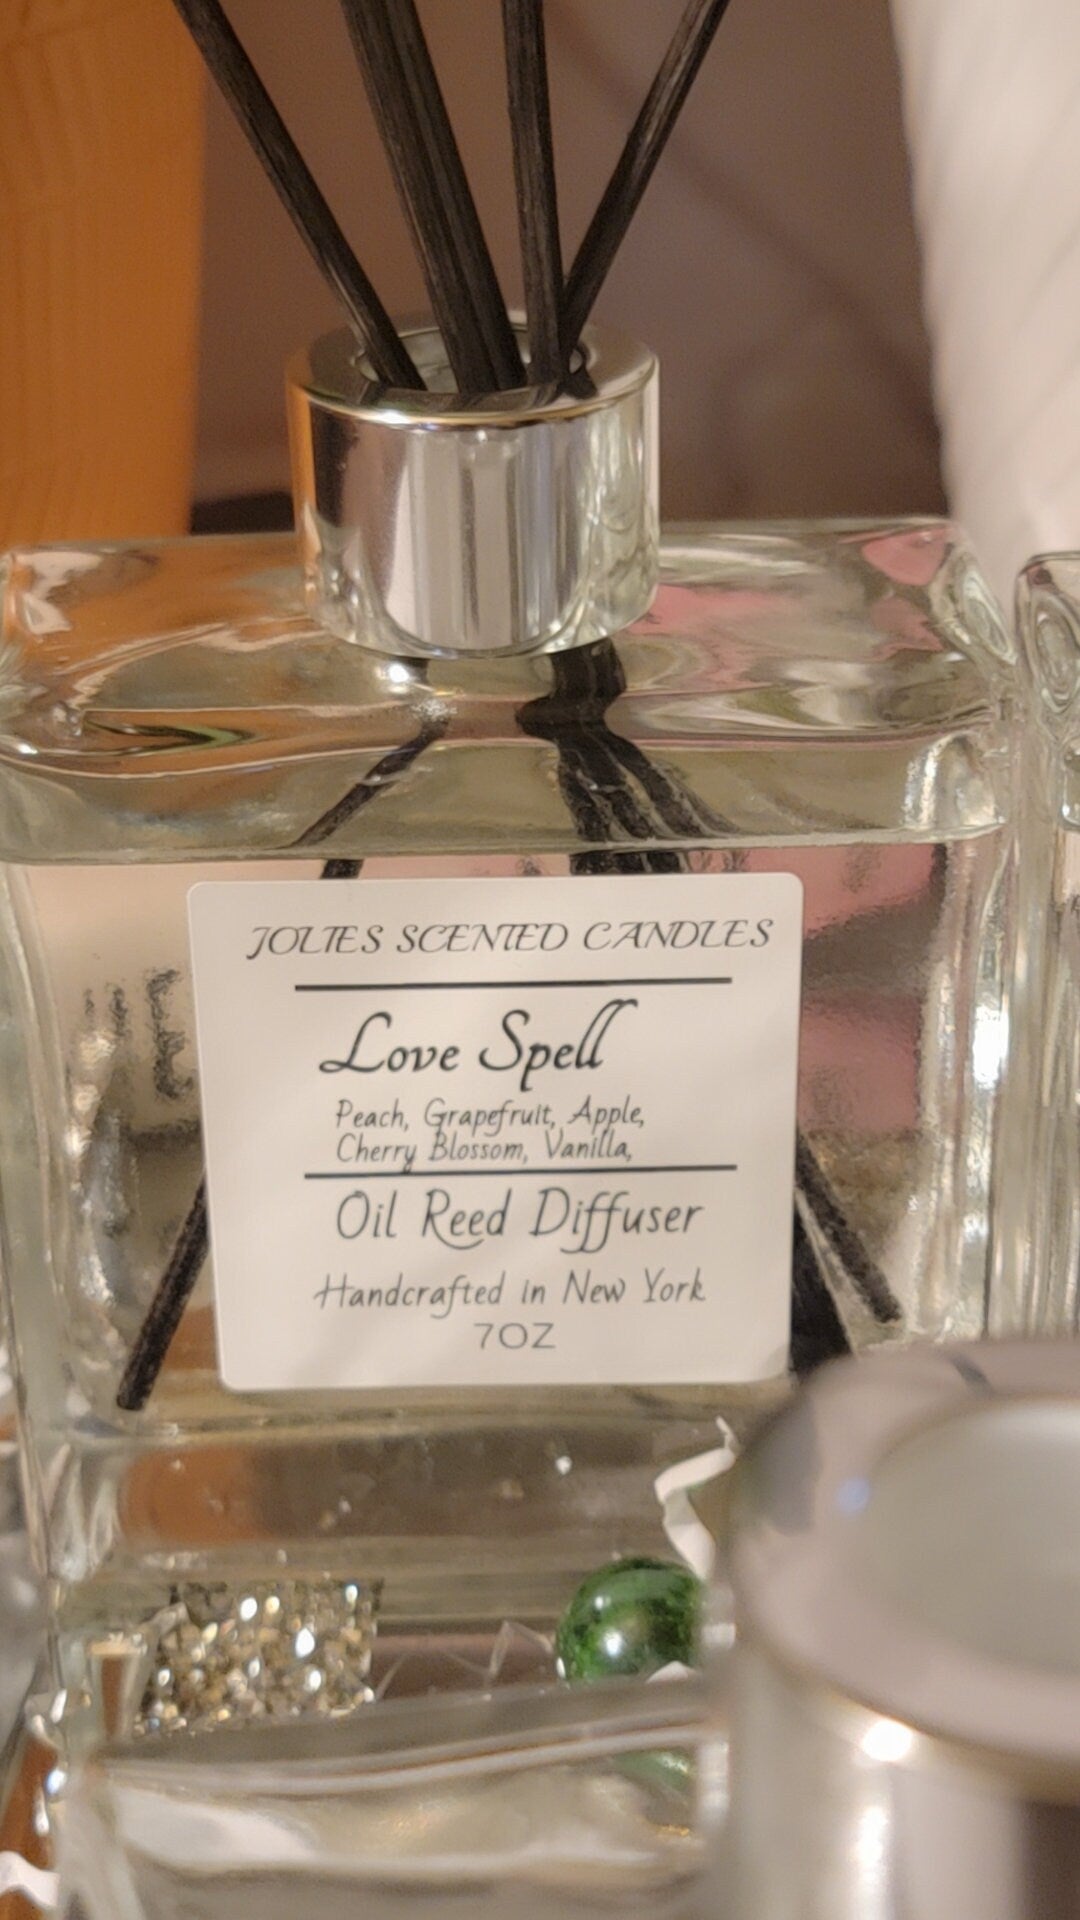 JOLIES SCENTED CANDLES
Love Spell
Peach, Grapefruit, Apple,
Cherry Blossom, Vanilla,
Oil Reed Diffuser
Handcrafted in New York
7OZ